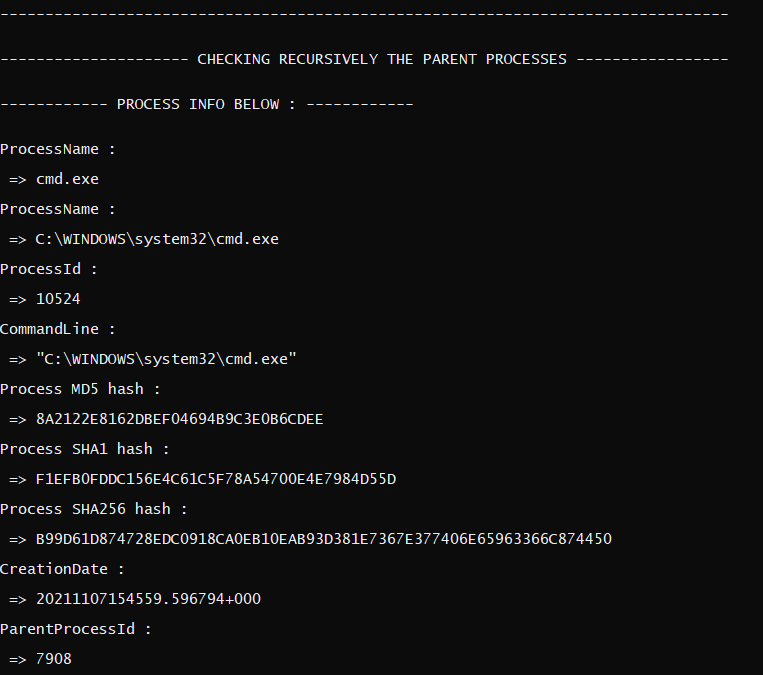 ---------------------------------------------------------------------------------
--------------------- CHECKING RECURSIVELY THE PARENT PROCESSES -----------------
------------ PROCESS INFO BELOW : ------------
ProcessName :
=> cmd.exe
ProcessName :
=> C:\WINDOWS\system32\cmd.exe
ProcessId :
=> 10524
CommandLine :
=> "C:\WINDOWS\system32\cmd.exe"
Process MD5 hash :
=> 8A2122E8162DBEF04694B9C3E0B6CDEE
Process SHA1 hash :
=> F1EFB0FDDC156E4C61C5F78A54700E4E7984D55D
Process SHA256 hash :
=> B99D61D874728EDC0918CA0EB10EAB93D381E7367E377406E65963366C874450
CreationDate :
=> 20211107154559.596794+000
ParentProcessId :
=> 7908